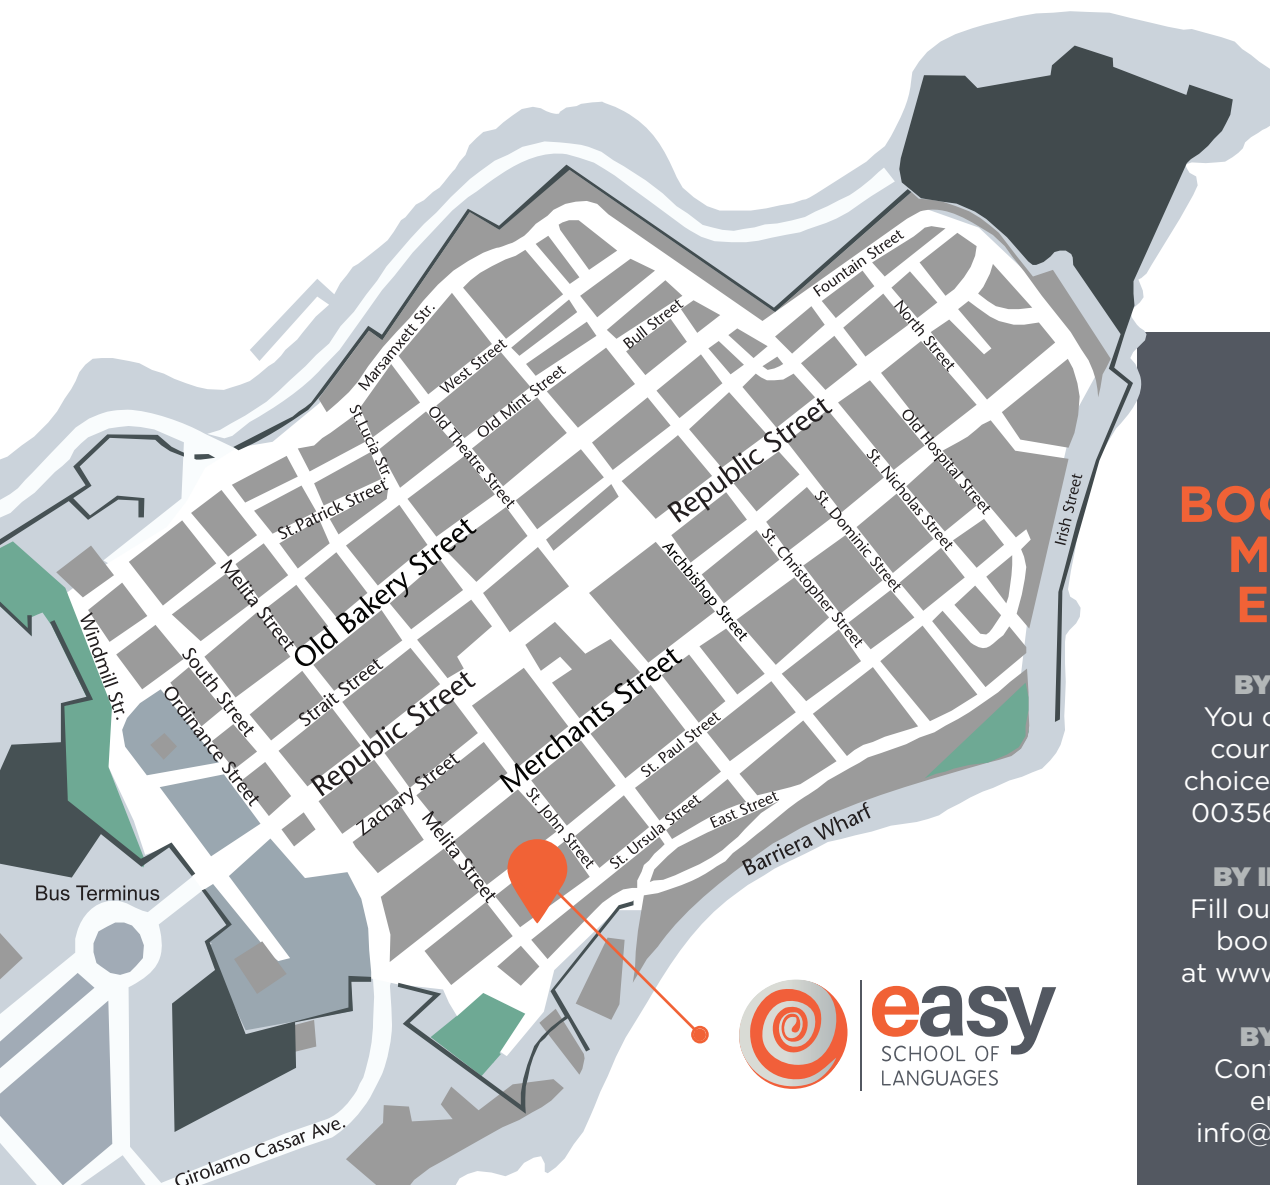 Fountain Street
North Street
Bull Street
Marsamxett Str.
West Street
Old Mint Street
St.Lucia Str.
Old Theatre Street
Republic Street
Old Hospital Street
St. Nicholas Street
St. Dominic Street
St. Christopher Street
Archbishop Street
Irish Street
St.Patrick Street
Old Bakery Street
Melita Street
Windmill Str.
South Street
Ordinance Street
Strait Street
Republic Street
Merchants Street
Zachary Street
St. Paul Street
St. John Street
St. Ursula Street
East Street
Barriera Wharf
Melita Street
Bus Terminus
Girolamo Cassar Ave.
easy
SCHOOL OF
LANGUAGES
BY
You
cour
choice
00356
BY
Fill ou
boo
at www
BY
Cont
info@